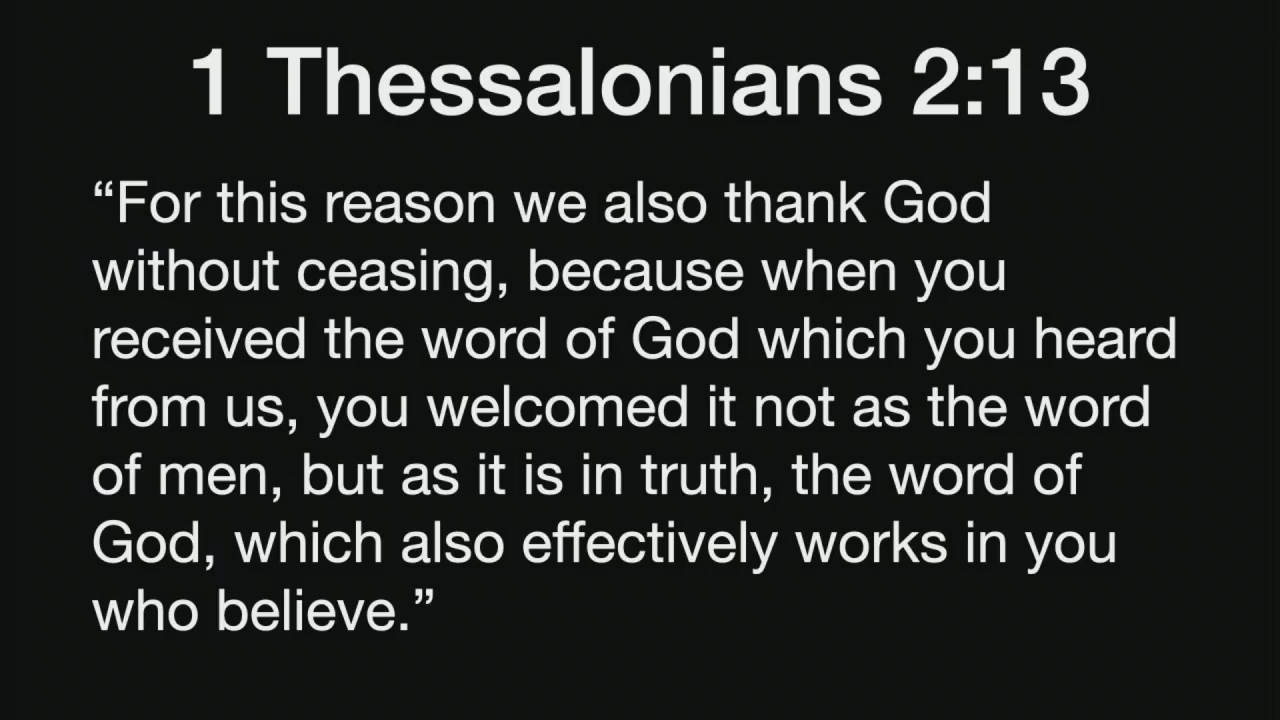 1 Thessalonians 2:13
“For this reason we also thank God
without ceasing, because when you
received the word of God which you heard
from us, you welcomed it not as the word
of men, but as it is in truth, the word of
God, which also effectively works in you
who believe.”